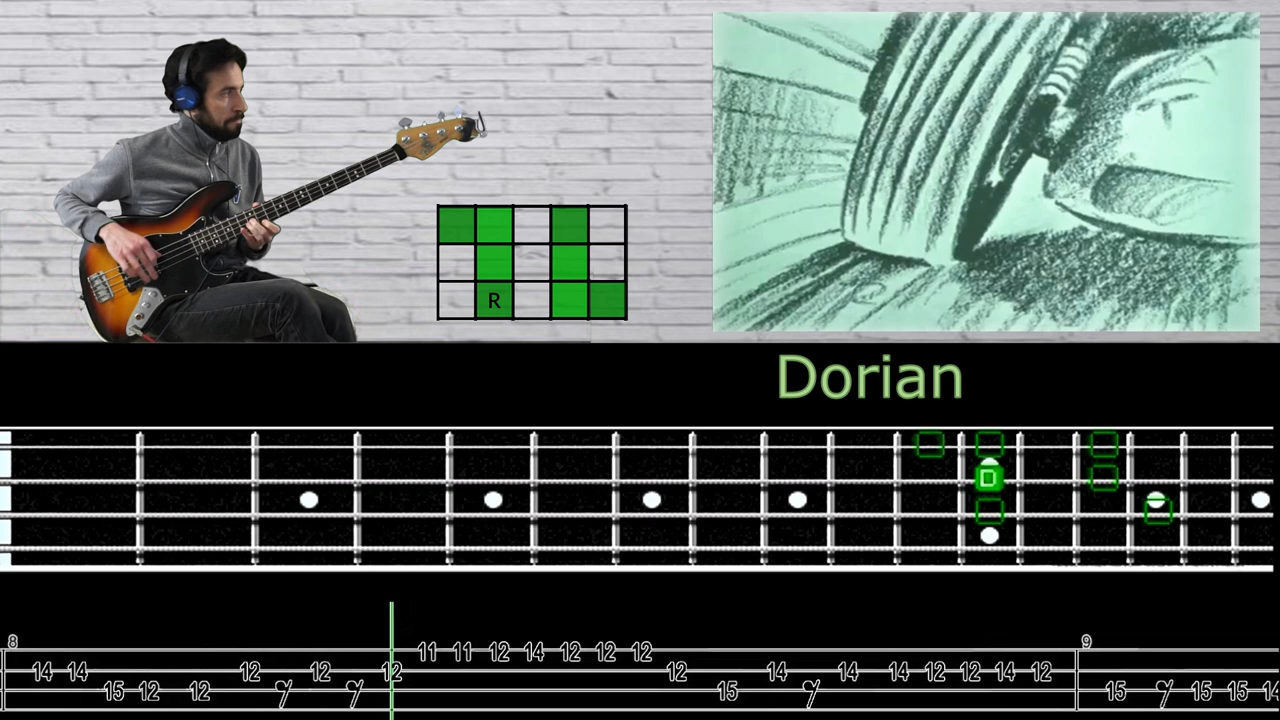 R
Dorian
D
8 9
11 11 12 14 12 12 12
14 14 12 12 12 12 14 14 14 12 12 14 12
15 12 12 15 15 15 15 14